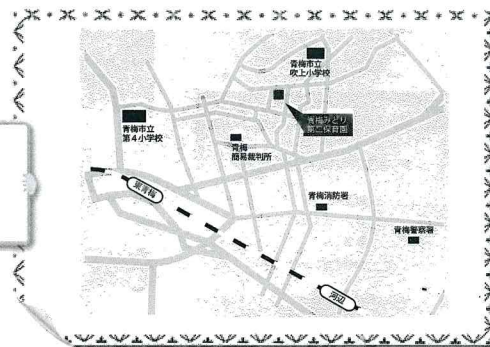 青梅市立
吹上小学校
青梅みどり
第二保育園
青梅市立
第4小学校
青梅
簡易裁判所
東青梅
青梅消防署
青梅警察署
河辺